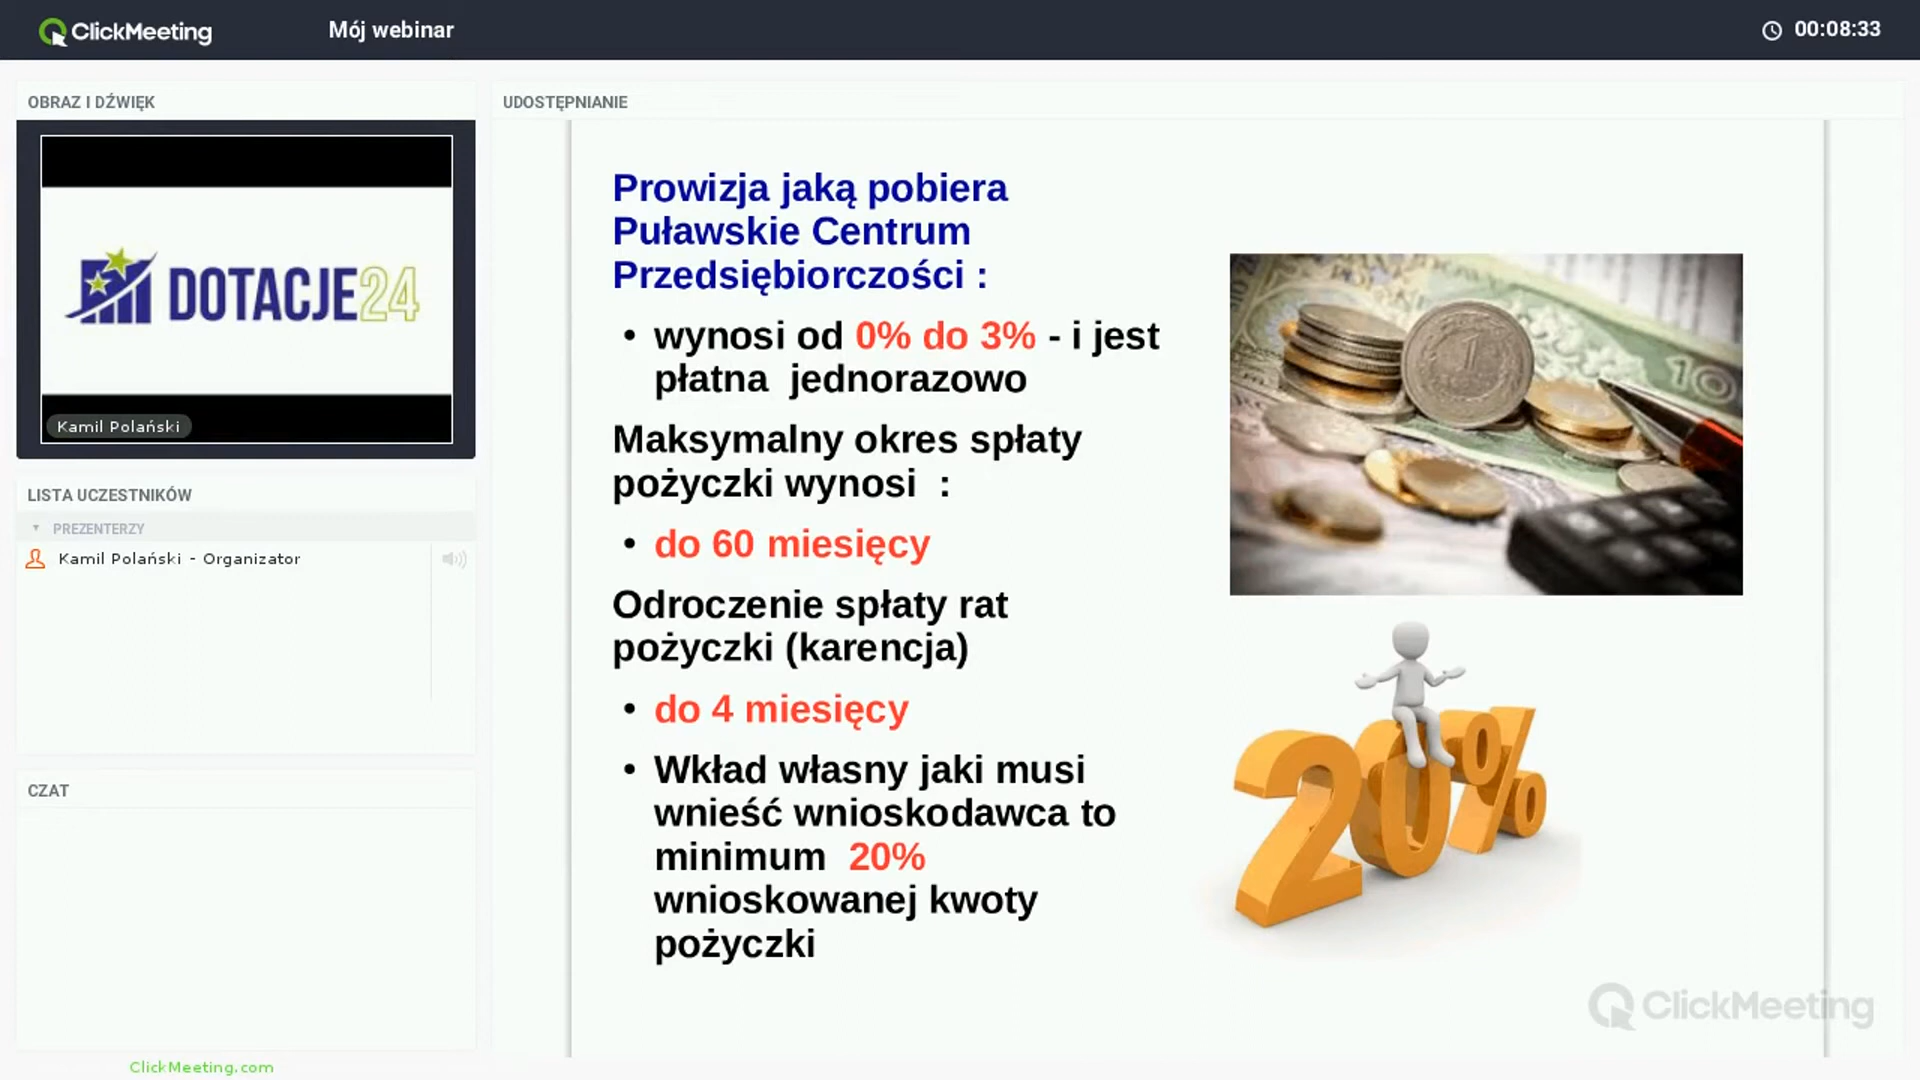 ClickMeeting
Mój webinar
00:08:33
OBRAZ I DŹWIĘK
DOTACJE24
Kamil Polański
LISTA UCZESTNIKÓW
PREZENTERZY
Kamil Polański - Organizator
CZAT
ClickMeeting.com
UDOSTĘPNIANIE
Prowizja jaką pobiera
Puławskie Centrum
Przedsiębiorczości :
• wynosi od 0% do 3% - i jest
płatna jednorazowo
Maksymalny okres spłaty
pożyczki wynosi :
• do 60 miesięcy
Odroczenie spłaty rat
pożyczki (karencja)
• do 4 miesięcy
• Wkład własny jaki musi
wnieść wnioskodawca to
minimum 20%
wnioskowanej kwoty
pożyczki
1
10
20%
ClickMeeting